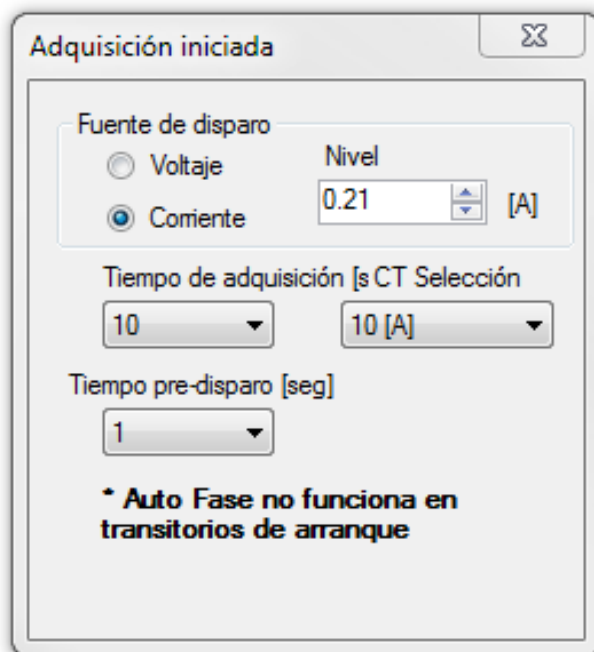 Adquisición iniciada
Fuente de disparo
Voltaje
Nivel
Corriente
0.21
[A]
Tiempo de adquisición [s CT Selección
10
10 [A]
Tiempo pre-disparo [seg]
1
* Auto Fase no funciona en
transitorios de arranque